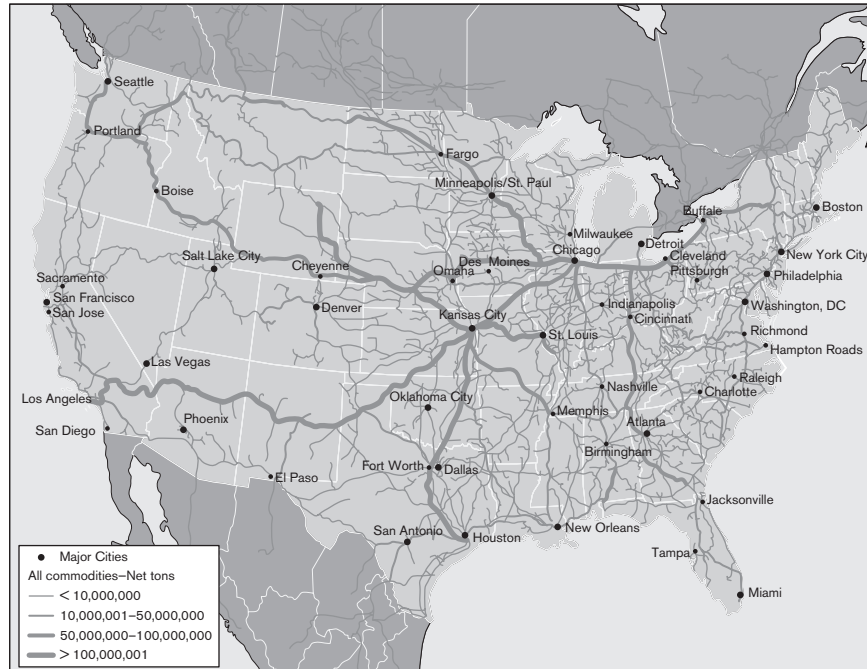 Seattle
Portland
Fargo
Minneapolis/St. Paul
Boise
Buffale
Boston
Milwaukee
Detroit
Chicago
Cleveland
New York City
Salt Lake City
Cheyenne
Des Moines
Omaha
Pittsburgh
Philadelphia
Sacramento
San Francisco
San Jose
Denver
Indianapolis
Cincinnati
Washington, DC
Kansas City
St. Louis
Richmond
Hampton Roads
Las Vegas
Nashville
Raleigh
Los Angeles
Oklahoma City
Memphis
Charlotte
Phoenix
Atlanta
San Diego
Birmingham
Fort Worth
Dallas
El Paso
Jacksonville
San Antonio
Houston
New Orleans
Tampa
Miami
Major Cities
All commodities–Net tons
< 10,000,000
10,000,001–50,000,000
50,000,000–100,000,000
> 100,000,001